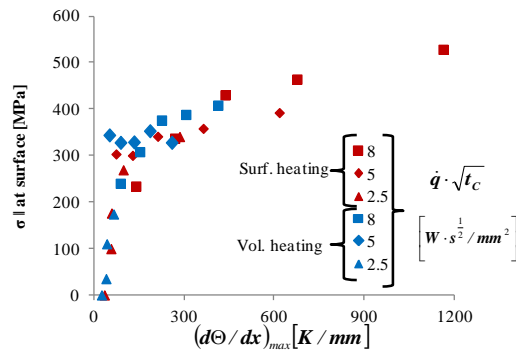 600
500
400
300
200
100
0
σ∥ at surface [MPa]
0 300 600 900 1200
(dΘ/dx)max[K/mm]
Surf. heating
8
5
2.5
Vol. heating
8
5
2.5
q̇·√tC
[W·s^1/2/mm²]